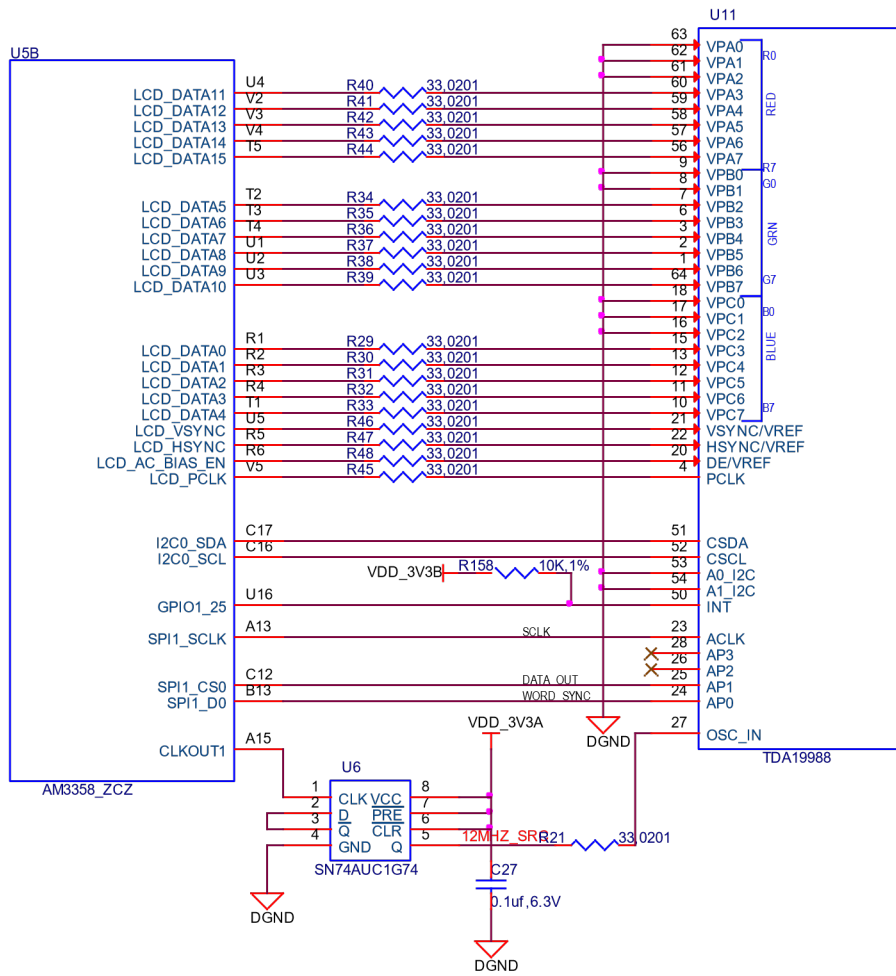 U11
U5B
63 VPA0 R0
62 VPA1
61 VPA2
LCD_DATA11 U4 R40 33,0201 60 VPA3
LCD_DATA12 V2 R41 33,0201 59 VPA4
RED
LCD_DATA13 V3 R42 33,0201 58 VPA5
LCD_DATA14 V4 R43 33,0201 57 VPA6
LCD_DATA15 T5 R44 33,0201 56 VPA7
9 VPB0 R7
8 VPB1 G0
LCD_DATA5 T2 R34 33,0201 7 VPB2
LCD_DATA6 T3 R35 33,0201 6 VPB3
GRN
LCD_DATA7 T4 R36 33,0201 3 VPB4
LCD_DATA8 U1 R37 33,0201 2 VPB5
LCD_DATA9 U2 R38 33,0201 1 VPB6
LCD_DATA10 U3 R39 33,0201 64 VPB7 G7
18 VPC0
17 VPC1 B0
16 VPC2
BLUE
LCD_DATA0 R1 R29 33,0201 15 VPC3
LCD_DATA1 R2 R30 33,0201 13 VPC4
LCD_DATA2 R3 R31 33,0201 12 VPC5
LCD_DATA3 R4 R32 33,0201 11 VPC6
LCD_DATA4 T1 R33 33,0201 10 VPC7 B7
LCD_VSYNC U5 R46 33,0201 21 VSYNC/VREF
LCD_HSYNC R5 R47 33,0201 22 HSYNC/VREF
LCD_AC_BIAS_EN R6 R48 33,0201 20 DE/VREF
LCD_PCLK V5 R45 33,0201 4 PCLK
I2C0_SDA C17 51 CSDA
I2C0_SCL C16 52 CSCL
VDD_3V3B R158 10K,1% 53 A0_I2C
54 A1_I2C
GPIO1_25 U16 50 INT
SPI1_SCLK A13 SCLK 23 ACLK
28 AP3
26 AP2
SPI1_CS0 C12 DATA_OUT 25 AP1
SPI1_D0 B13 WORD_SYNC 24 AP0
VDD_3V3A
27 OSC_IN
DGND
CLKOUT1 A15
TDA19988
AM3358_ZCZ
U6
1 CLK VCC 8
2 D PRE 7
3 Q CLR 6
4 GND Q 5
12MHZ_SRC R21 33,0201
SN74AUC1G74
C27
0.1uf,6.3V
DGND
DGND